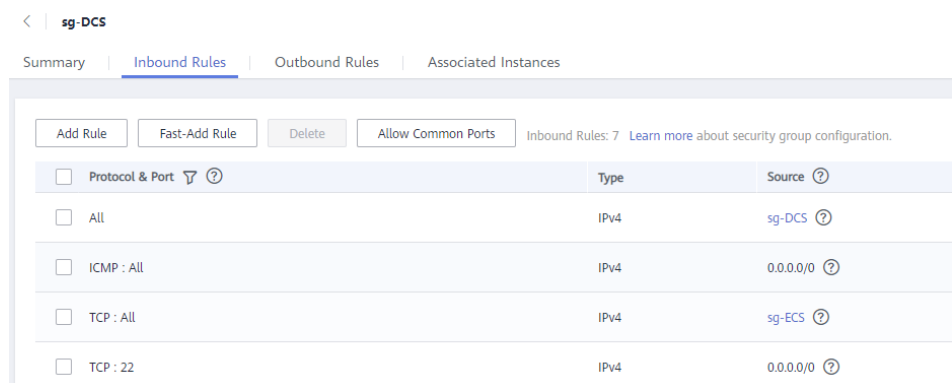 sg-DCS
Summary Inbound Rules Outbound Rules Associated Instances
Add Rule Fast-Add Rule Delete Allow Common Ports Inbound Rules: 7 Learn more about security group configuration.
Protocol & Port Type Source
All IPv4 sg-DCS
ICMP : All IPv4 0.0.0.0/0
TCP : All IPv4 sg-ECS
TCP : 22 IPv4 0.0.0.0/0